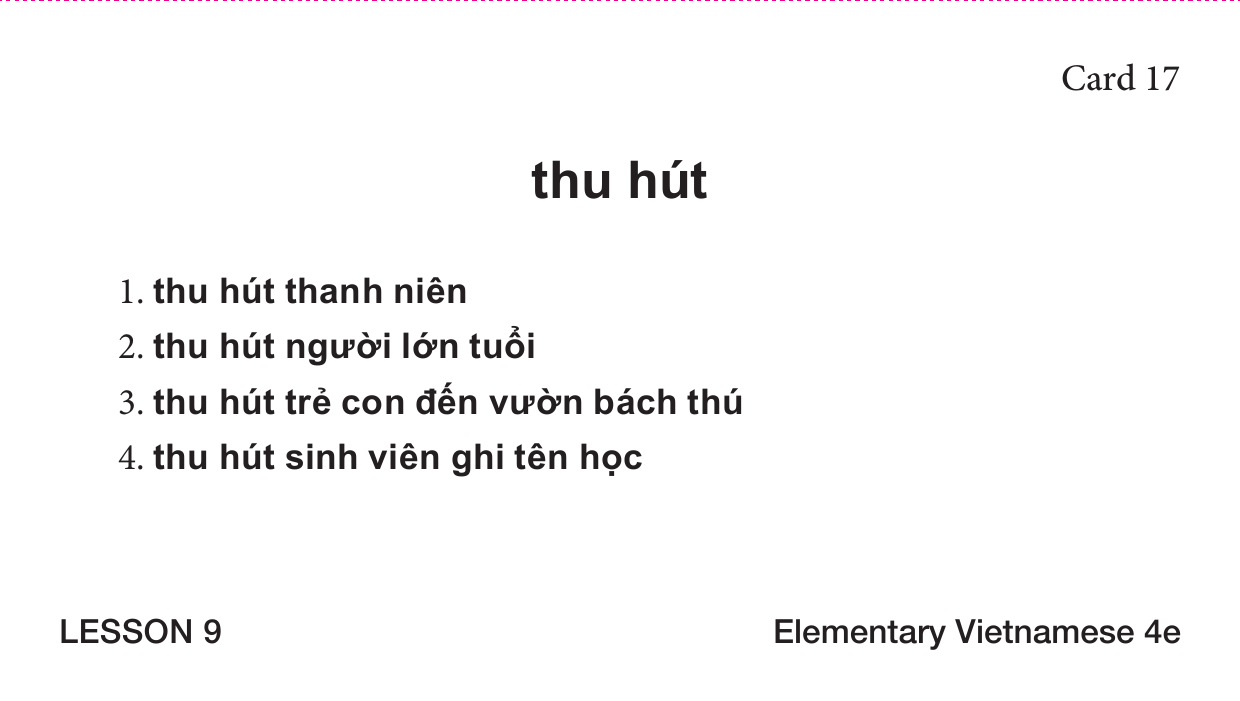 Card 17
thu hút
1. thu hút thanh niên
2. thu hút người lớn tuổi
3. thu hút trẻ con đến vườn bách thú
4. thu hút sinh viên ghi tên học
LESSON 9
Elementary Vietnamese 4e